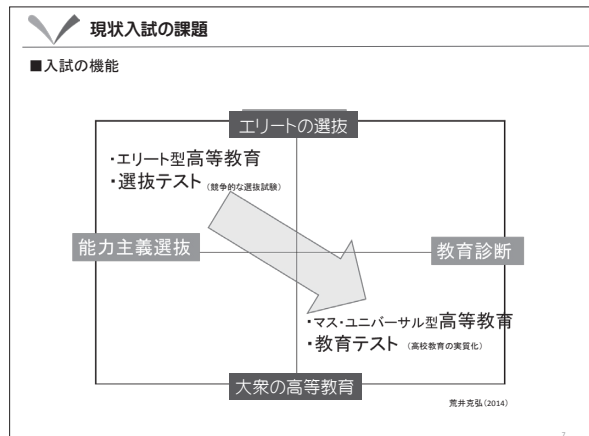 現状入試の課題
■入試の機能
エリートの選抜
・エリート型高等教育
・選抜テスト（競争的な選抜試験）
能力主義選抜
教育診断
・マス・ユニバーサル型高等教育
・教育テスト（高校教育の実質化）
大衆の高等教育
荒井克弘(2014)
7